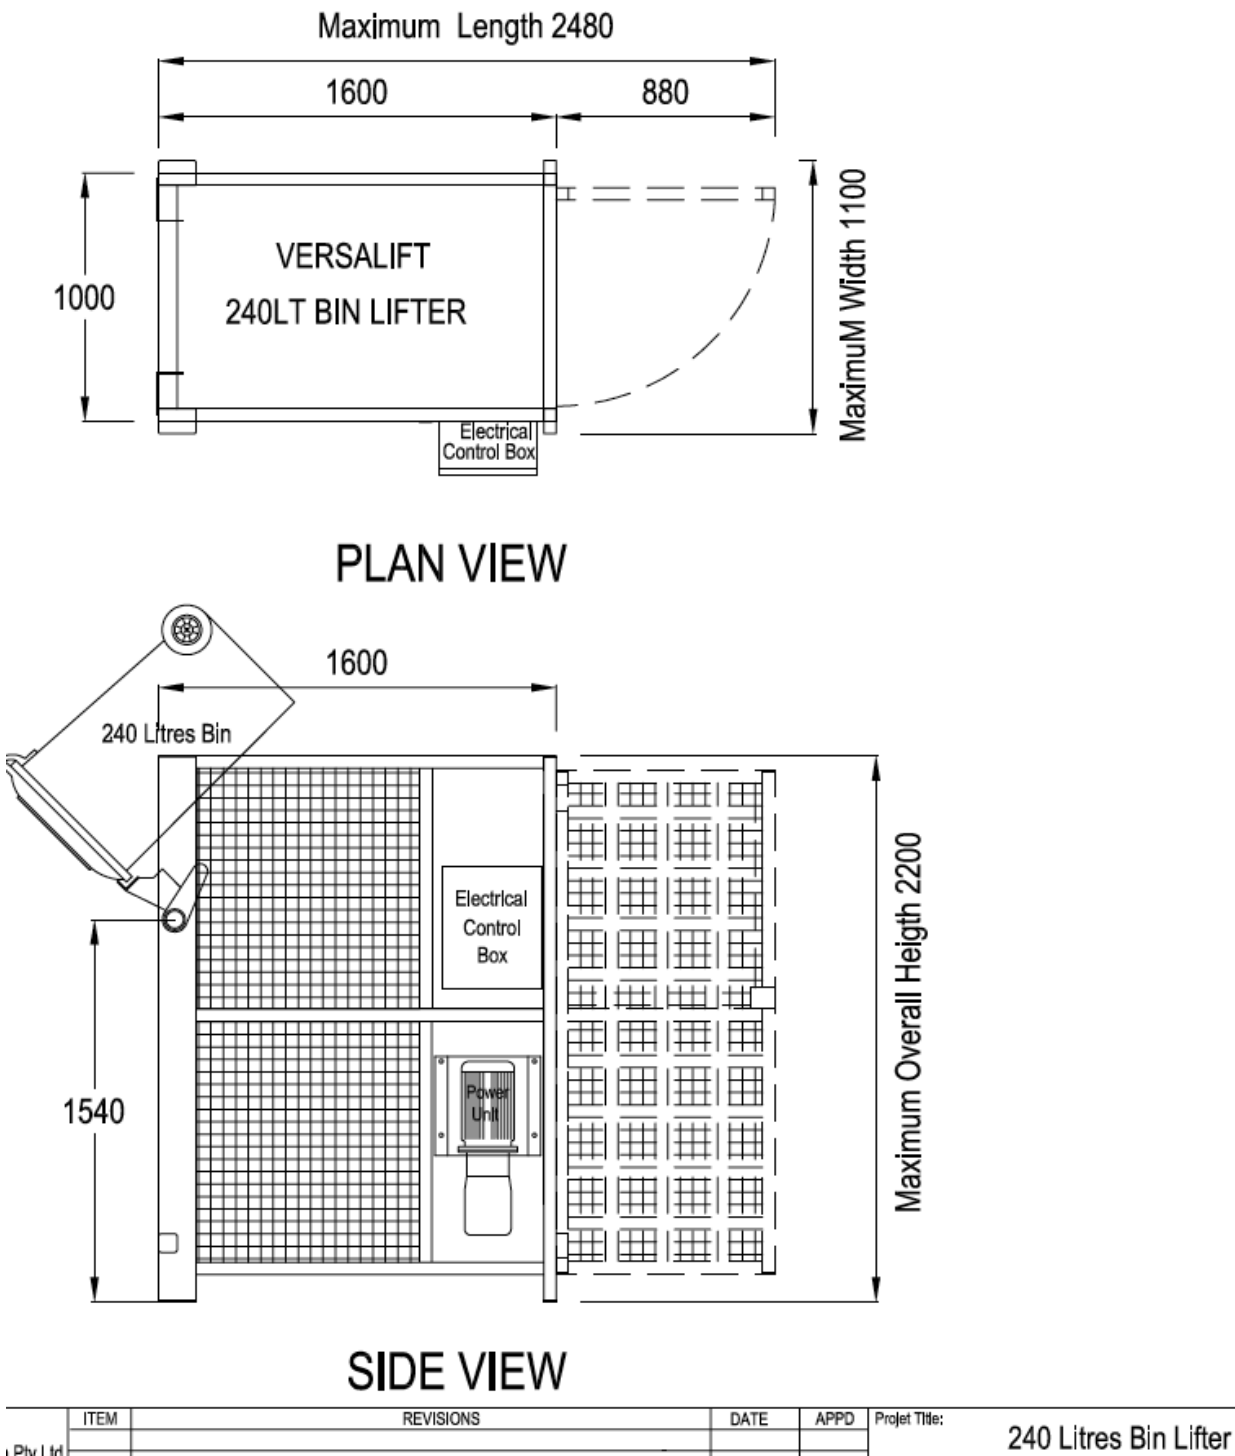 Maximum Length 2480
1600
880
1000
VERSALIFT
240LT BIN LIFTER
MaximuM Width 1100
Electrical
Control Box
PLAN VIEW
1600
240 Litres Bin
Electrical
Control
Box
Maximum Overall Heigth 2200
1540
Power
Unit
SIDE VIEW
ITEM
REVISIONS
DATE
APPD
Projet Title:
240 Litres Bin Lifter
Pty Ltd